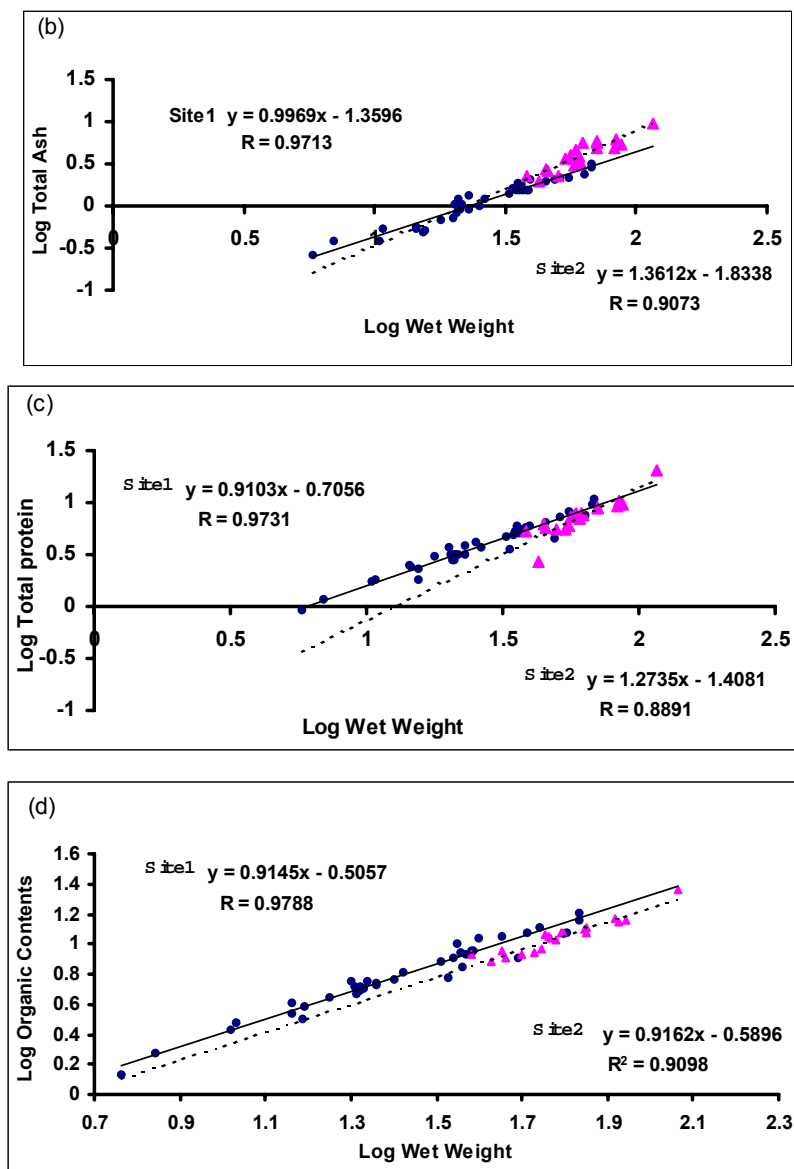 (b)
Log Total Ash
1.5
1
0.5
0
-0.5
-1
0.5 1 1.5 2 2.5
Site1 y = 0.9969x - 1.3596
R = 0.9713
Site2 y = 1.3612x - 1.8338
R = 0.9073
Log Wet Weight
(c)
Log Total protein
1.5
1
0.5
0
-0.5
-1
0 0.5 1 1.5 2 2.5
Site1 y = 0.9103x - 0.7056
R = 0.9731
Site2 y = 1.2735x - 1.4081
R = 0.8891
Log Wet Weight
(d)
Log Organic Contents
1.6
1.4
1.2
1
0.8
0.6
0.4
0.2
0
0.7 0.9 1.1 1.3 1.5 1.7 1.9 2.1 2.3
Site1 y = 0.9145x - 0.5057
R = 0.9788
Site2 y = 0.9162x - 0.5896
R² = 0.9098
Log Wet Weight